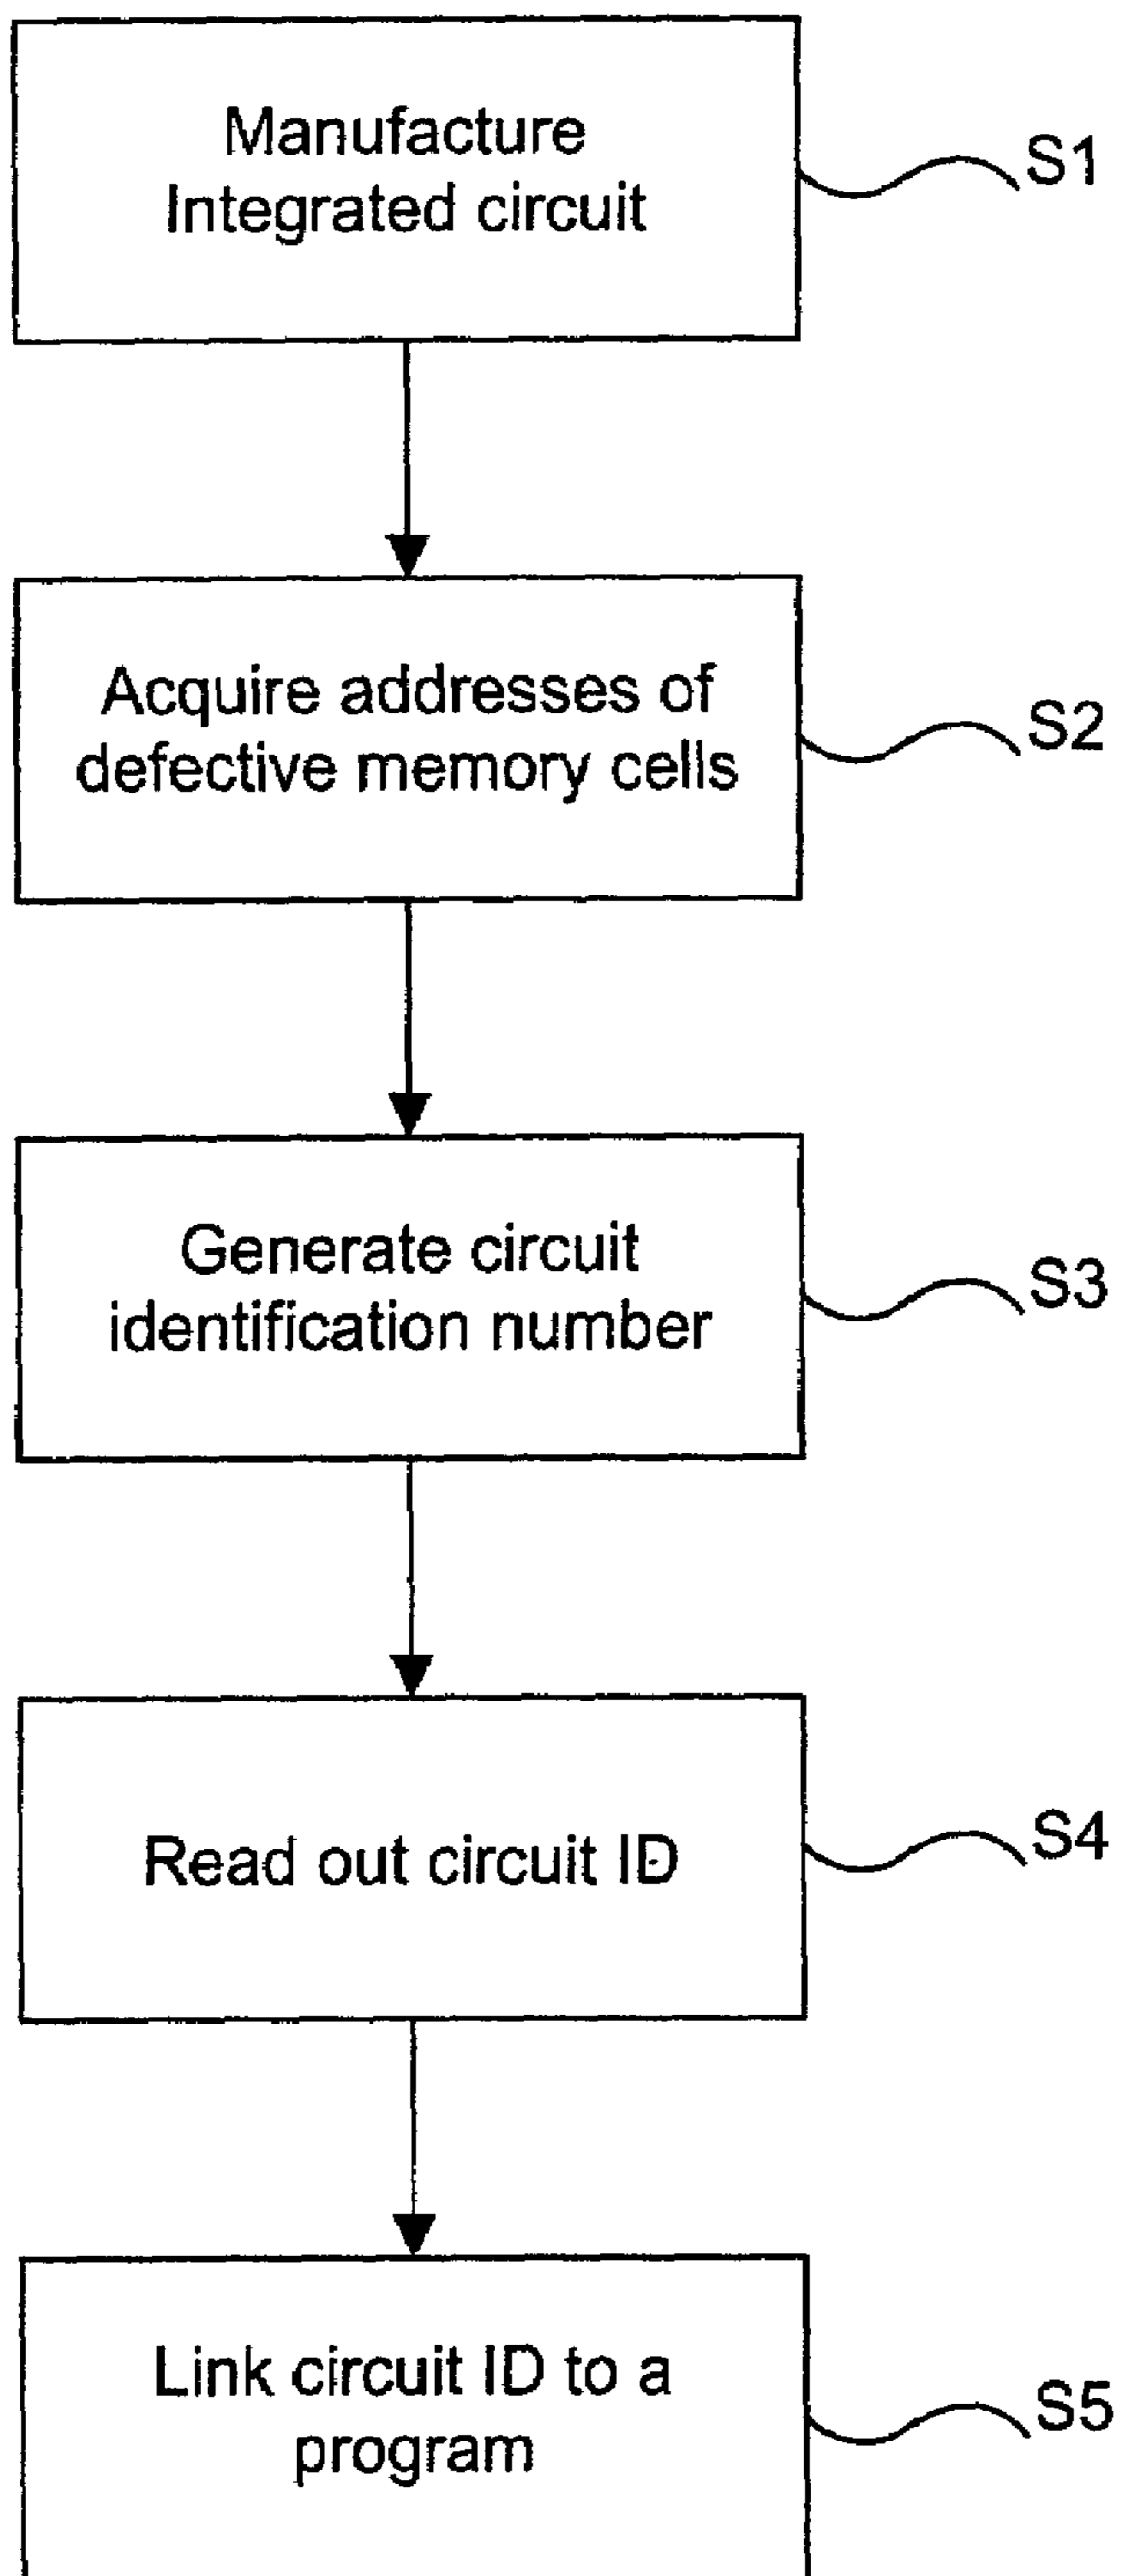 Manufacture
Integrated circuit
S1
Acquire addresses of
defective memory cells
S2
Generate circuit
identification number
S3
Read out circuit ID
S4
Link circuit ID to a
program
S5